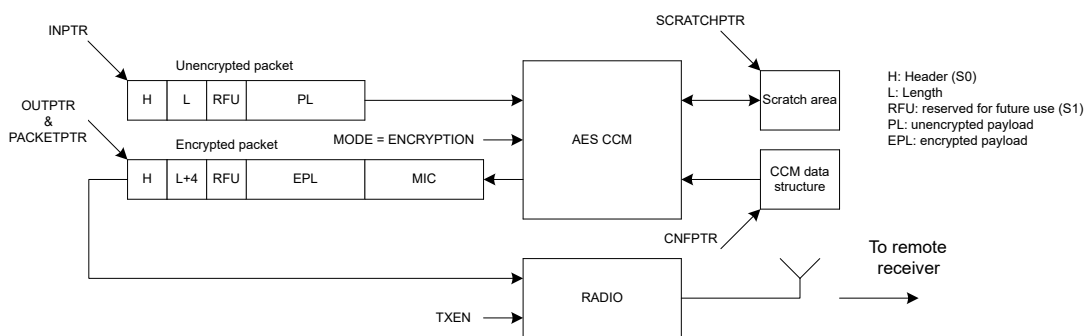 SCRATCHPTR
INPTR
Unencrypted packet
H L RFU PL
OUTPTR
&
PACKETPTR
MODE = ENCRYPTION
Encrypted packet
H L+4 RFU EPL MIC
AES CCM
Scratch area
CCM data
structure
CNFPTR
H: Header (S0)
L: Length
RFU: reserved for future use (S1)
PL: unencrypted payload
EPL: encrypted payload
To remote
receiver
RADIO
TXEN